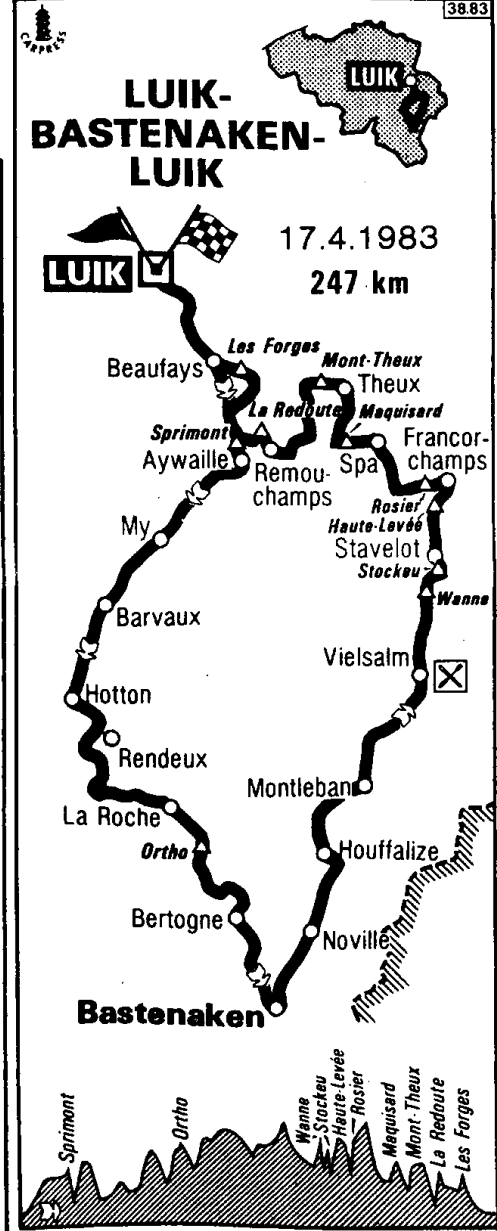 38.83
CARPRESS
LUIK
LUIK-
BASTENAKEN-
LUIK
17.4.1983
247 km
LUIK
Les Forges
Beaufays
Mont-Theux
Theux
La Redoute
Maquisard
Sprimont
Aywaille
Remou-
champs
Spa
Francor-
champs
Rosier
Haute-Levéé
My
Stavelot
Stockeu
Wanne
Barvaux
Vielsalm
Hotton
Rendeux
Montleban
La Roche
Ortho
Houffalize
Bertogne
Noville
Bastenaken
Sprimont
Ortho
Wanne
Stockeu
Haute-Levée
Rosier
Maquisard
Mont-Theux
La Redoute
Les Forges